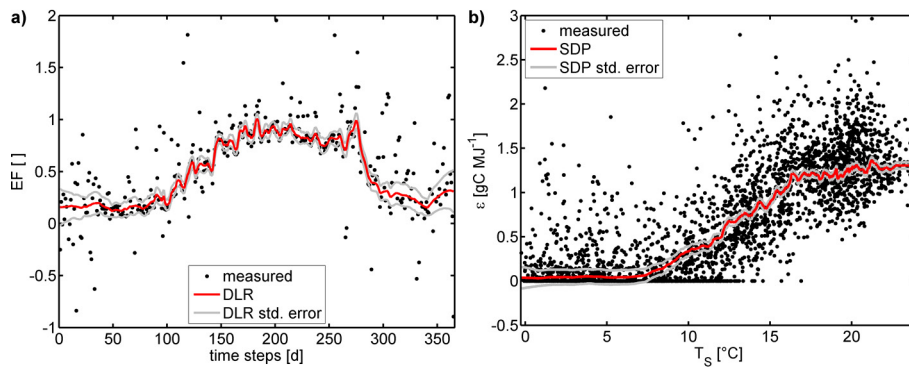 a)
2
1.5
1
0.5
0
-0.5
-1
EF [ ]
measured
DLR
DLR std. error
0 50 100 150 200 250 300 350
time steps [d]
b)
3
2.5
2
1.5
1
0.5
0
-0.5
ε [gC MJ⁻¹]
measured
SDP
SDP std. error
0 5 10 15 20
T_S [°C]